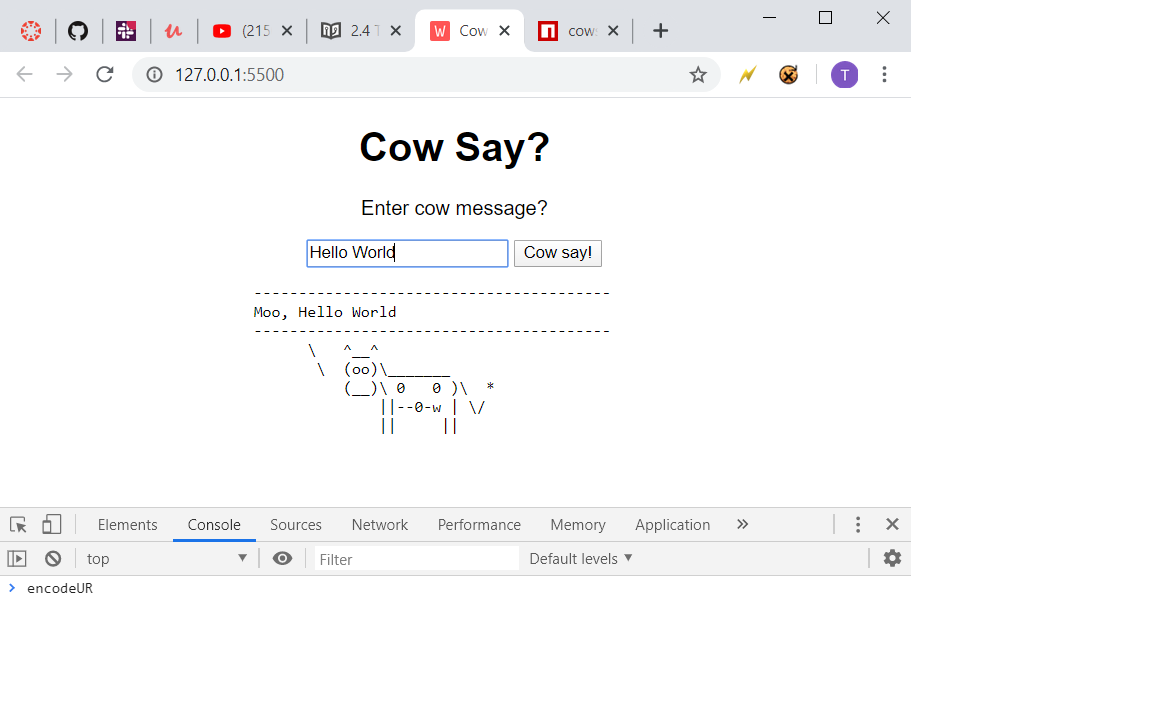 (215 2.4 T Cow cow
127.0.0.1:5500
T
Cow Say?
Enter cow message?
Hello World Cow say!
----------------------------------------
Moo, Hello World
----------------------------------------
\   ^__^
 \  (oo)\_______
    (__)\ 0   0 )\  *
        ||--0-w | \/
        ||     ||
Elements Console Sources Network Performance Memory Application »
top Filter Default levels ▼
> encodeUR